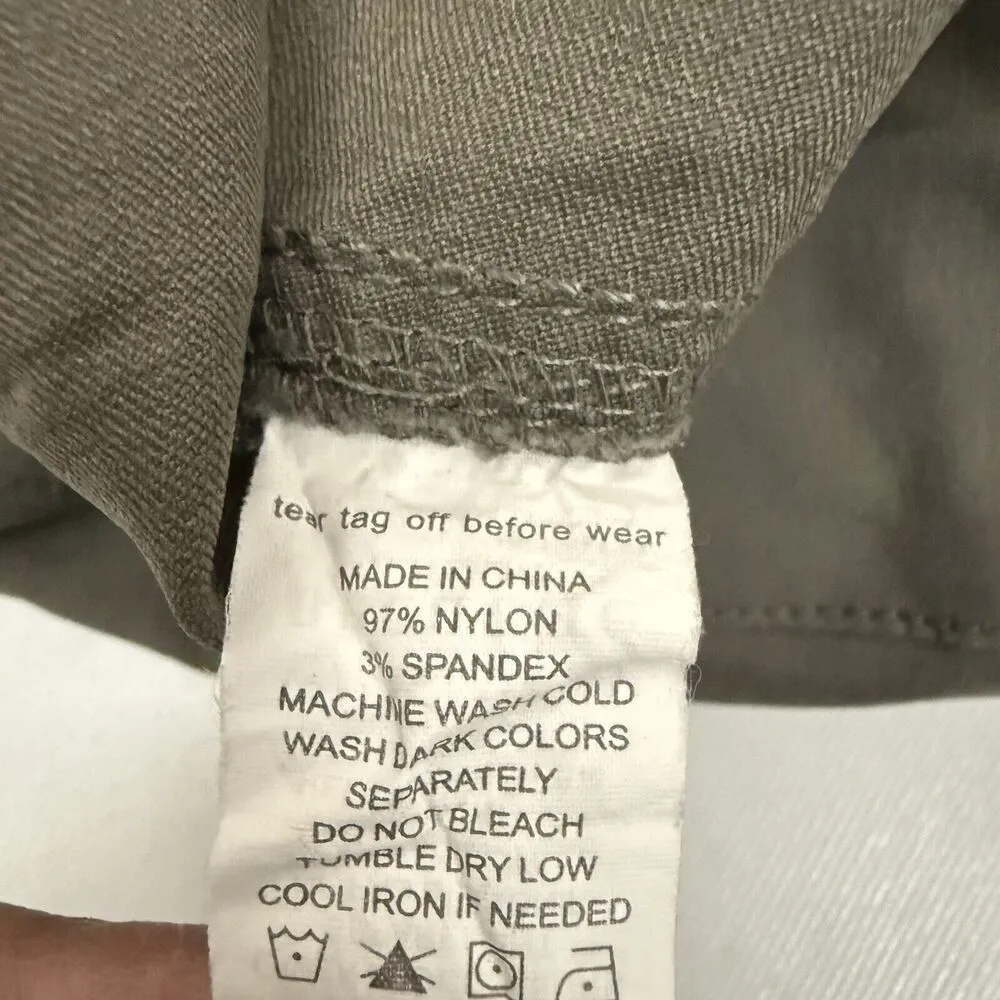 tear tag off before wear
MADE IN CHINA
97% NYLON
3% SPANDEX
MACHINE WASH COLD
WASH DARK COLORS
SEPARATELY
DO NOT BLEACH
TUMBLE DRY LOW
COOL IRON IF NEEDED